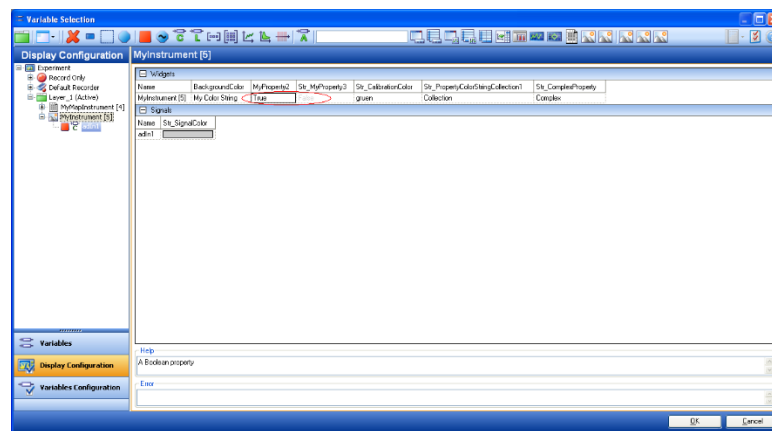 Variable Selection
Display Configuration
MyInstrument [5]
Experiment
Record Only
Default Recorder
Layer_1 (Active)
MyMapInstrument [4]
MyInstrument [5]
adIn1
Widgets
Name BackgroundColor MyProperty2 Str_MyProperty3 Str_CalibrationColor Str_PropertyColorStringCollection1 Str_ComplexProperty
MyInstrument [5] My Color String True gruen Collection Complex
Signals
Name Str_SignalColor
adIn1
Variables
Display Configuration
Variables Configuration
Help
A Boolean property
Error
OK Cancel